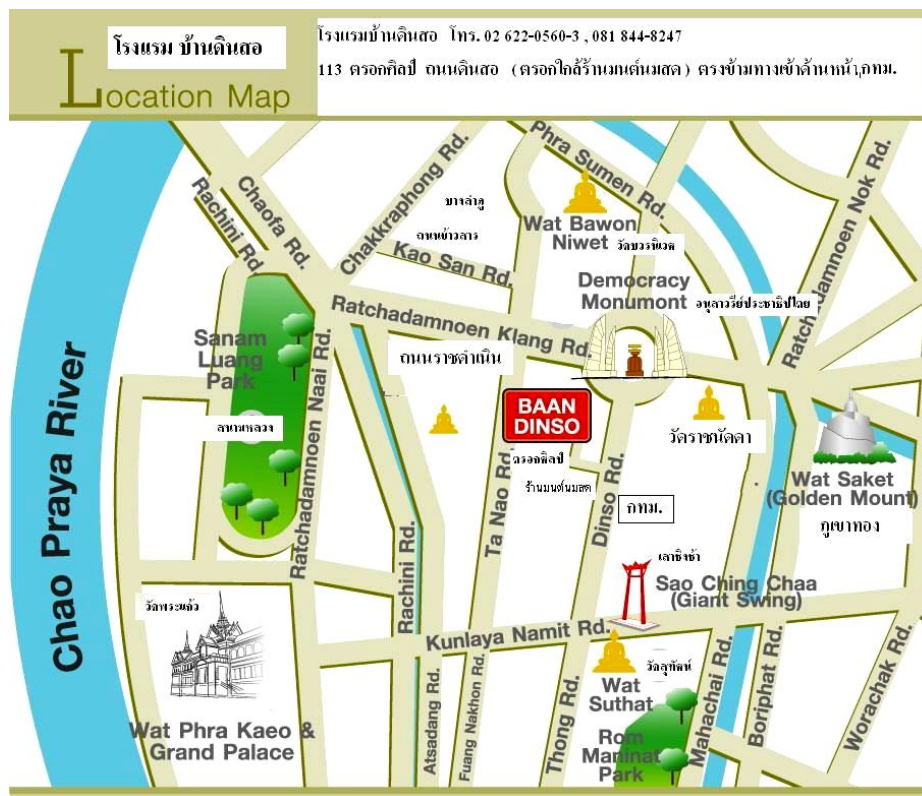 โรงแรม บ้านดินสอ
Location Map
โรงแรมบ้านดินสอ โทร. 02 622-0560-3 , 081 844-8247
113 ตรอกศิลป์ ถนนดินสอ (ตรอกใกล้ร้านมนต์นมสด) ตรงข้ามทางเข้าด้านหน้า,กทม.
Phra Sumen Rd.
Ratchadamnoen Nok Rd.
Chaofa Rd.
Rachini Rd.
Chakkraphong Rd.
บางลำภู
ถนนข้าวสาร
Kao San Rd.
Wat Bawon
Niwet
วัดบวรนิเวศ
Democracy
Monumont
อนุสาวรีย์ประชาธิปไตย
Ratchadamnoen Klang Rd.
ถนนราชดำเนิน
Sanam
Luang
Park
สนามหลวง
Ratchadamnoen Naai Rd.
Chao Praya River
BAAN
DINSO
ตรอกศิลป์
ร้านมนต์นมสด
วัดราชนัดดา
Wat Saket
(Golden Mount)
ภูเขาทอง
Ta Nao Rd.
Dinso Rd.
กทม.
Rachini Rd.
เสาชิงช้า
Sao Ching Chaa
(Giant Swing)
วัดพระแก้ว
Kunlaya Namit Rd.
Wat Phra Kaeo &
Grand Palace
Atsadang Rd.
Fuang Nakhon Rd.
Thong Rd.
Wat
Suthat
วัดสุทัศน์
Rom
Maninat
Park
Mahachai Rd.
Boriphat Rd.
Worachak Rd.